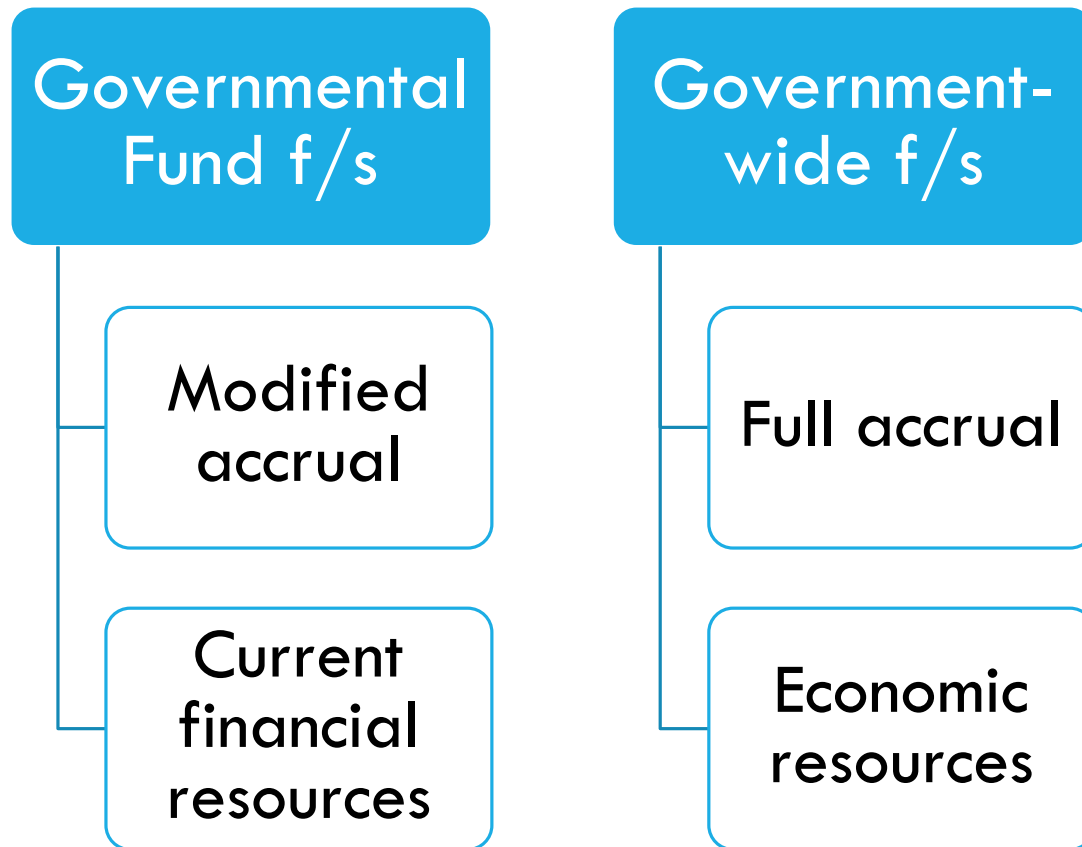 Governmental
Fund f/s
Modified
accrual
Current
financial
resources
Government-
wide f/s
Full accrual
Economic
resources